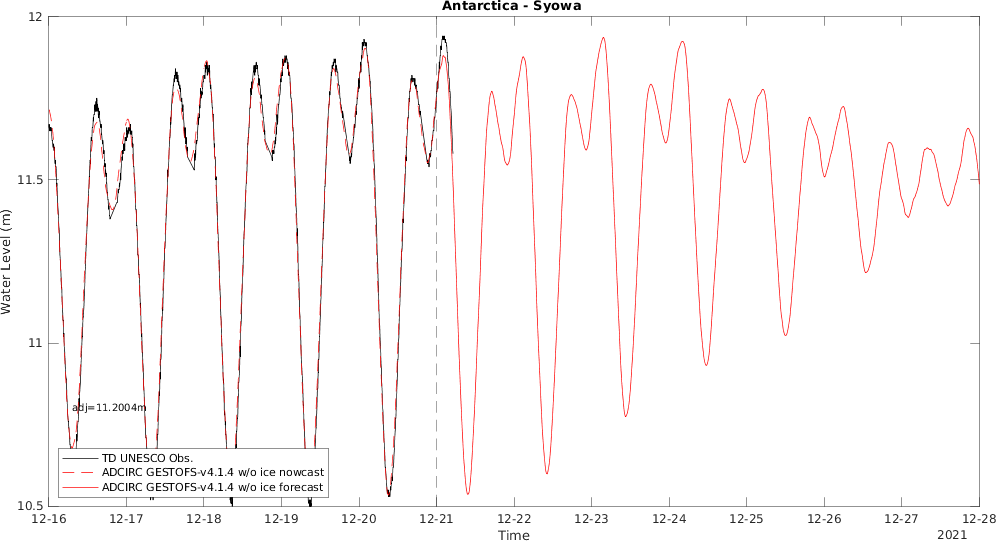 Antarctica - Syowa
12
11.5
11
10.5
Water Level (m)
adj=11.2004m
TD UNESCO Obs.
ADCIRC GESTOFS-v4.1.4 w/o ice nowcast
ADCIRC GESTOFS-v4.1.4 w/o ice forecast
12-16 12-17 12-18 12-19 12-20 12-21 12-22 12-23 12-24 12-25 12-26 12-27 12-28
Time
2021